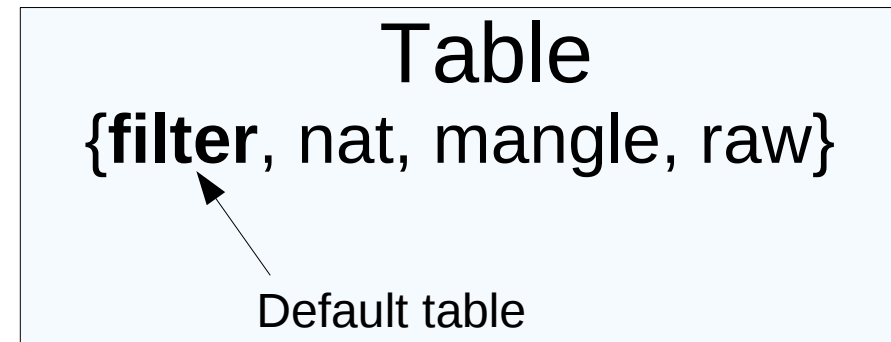 Table
{filter, nat, mangle, raw}
Default table